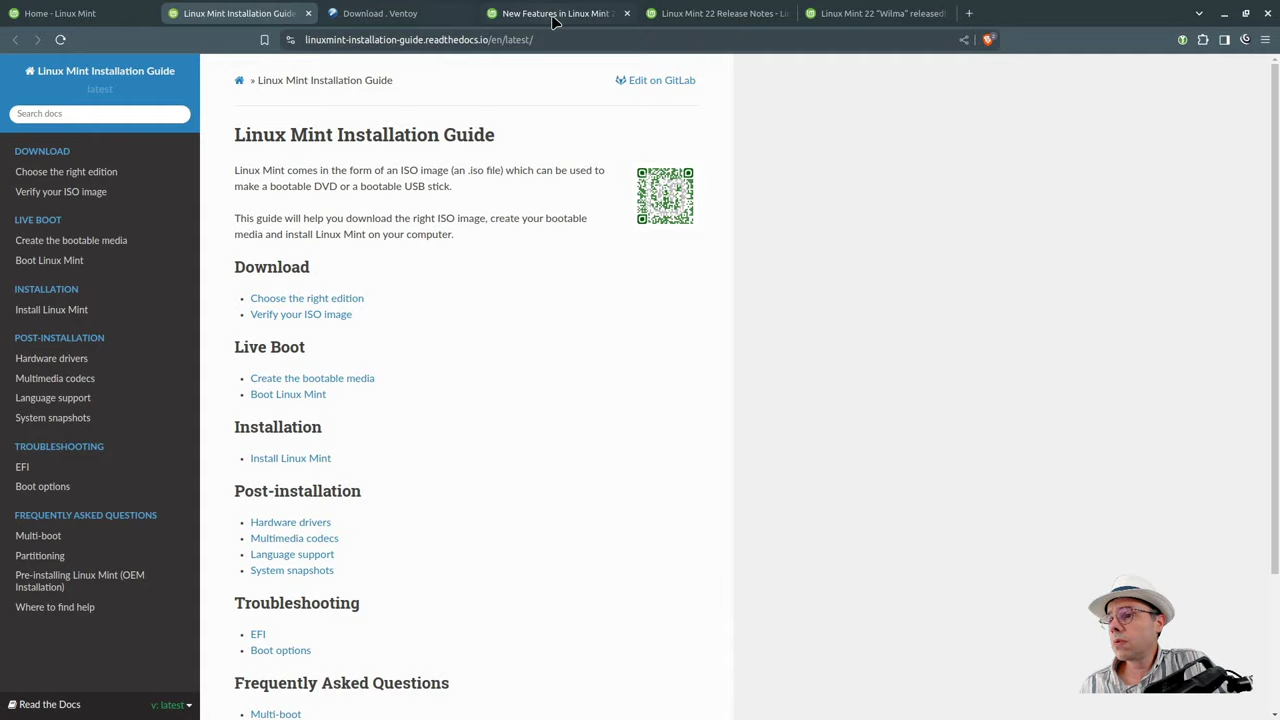 Home - Linux Mint
Linux Mint Installation Guide
Download . Ventoy
New Features in Linux Mint 2
Linux Mint 22 Release Notes - Li
Linux Mint 22 "Wilma" released!
linuxmint-installation-guide.readthedocs.io/en/latest/
Linux Mint Installation Guide
latest
Search docs
DOWNLOAD
Choose the right edition
Verify your ISO image
LIVE BOOT
Create the bootable media
Boot Linux Mint
INSTALLATION
Install Linux Mint
POST-INSTALLATION
Hardware drivers
Multimedia codecs
Language support
System snapshots
TROUBLESHOOTING
EFI
Boot options
FREQUENTLY ASKED QUESTIONS
Multi-boot
Partitioning
Pre-installing Linux Mint (OEM
Installation)
Where to find help
Read the Docs
v: latest
» Linux Mint Installation Guide
Edit on GitLab
Linux Mint Installation Guide
Linux Mint comes in the form of an ISO image (an .iso file) which can be used to
make a bootable DVD or a bootable USB stick.
This guide will help you download the right ISO image, create your bootable
media and install Linux Mint on your computer.
Download
• Choose the right edition
• Verify your ISO image
Live Boot
• Create the bootable media
• Boot Linux Mint
Installation
• Install Linux Mint
Post-installation
• Hardware drivers
• Multimedia codecs
• Language support
• System snapshots
Troubleshooting
• EFI
• Boot options
Frequently Asked Questions
• Multi-boot